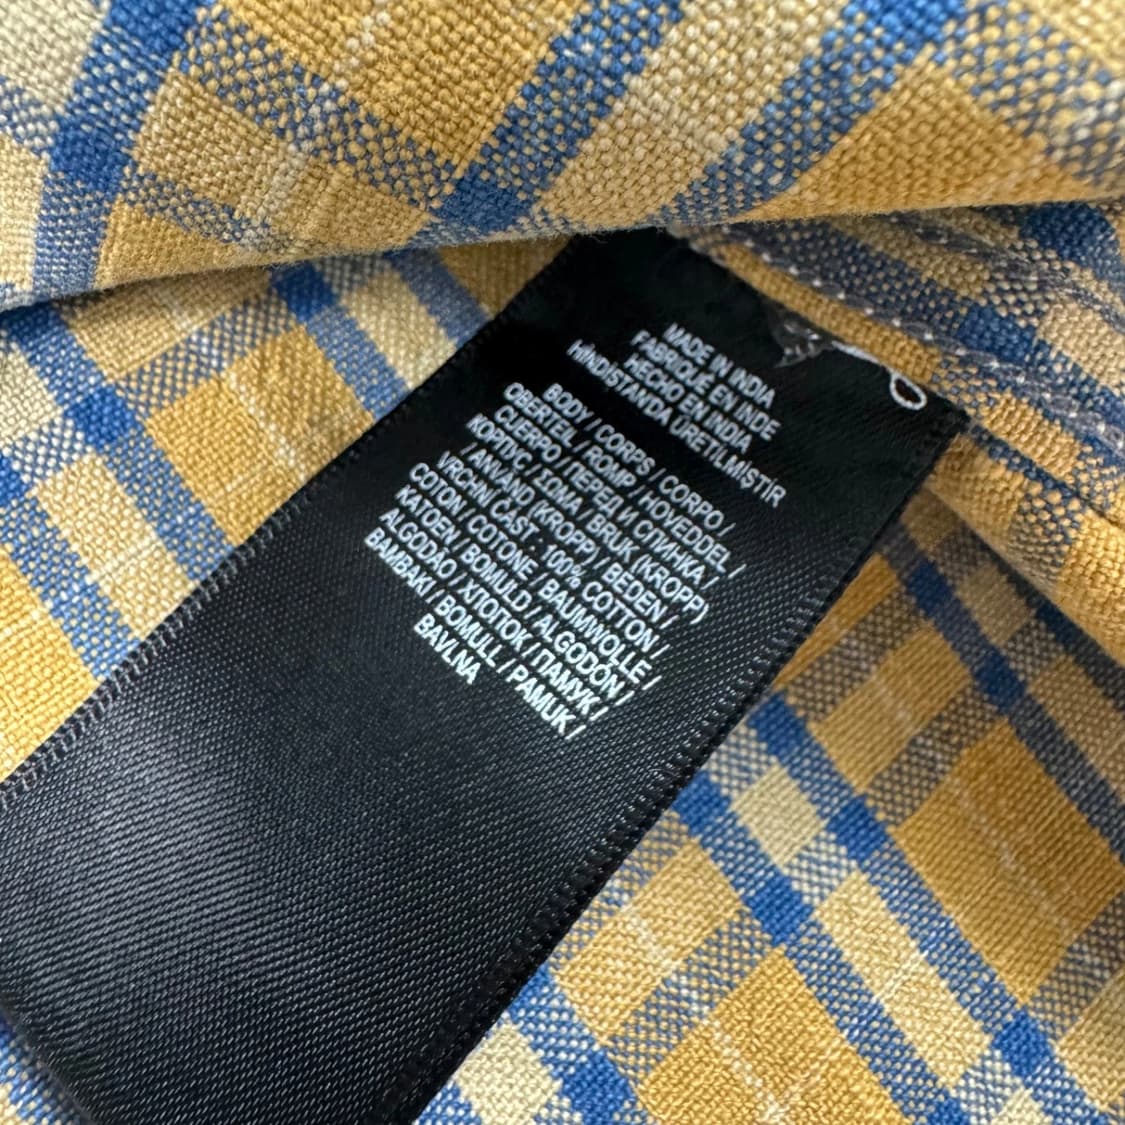 MADE IN INDIA
FABRIQUÉ EN INDE
HECHO EN INDIA
HİNDİSTANDA ÜRETİLMİŞTİR
BODY / CORPS / CORPO /
OBERTEIL / ROMP / HOVEDDEL /
CUERPO / ПЕРЕД И СПИНКА /
КОРПУС / ΣΩΜΑ / BRUK (KROPP)
/ ANVÄND (KROPP) / BEDEN /
VRCHNÍ ČÁST 100% COTTON /
COTON / COTONE / BAUMWOLLE /
KATOEN / BOMULD / ALGODÓN /
ALGODÃO / ХЛОПОК / ПАМУК /
BAMBAKI / BOMULL / PAMUK /
BAVLNA